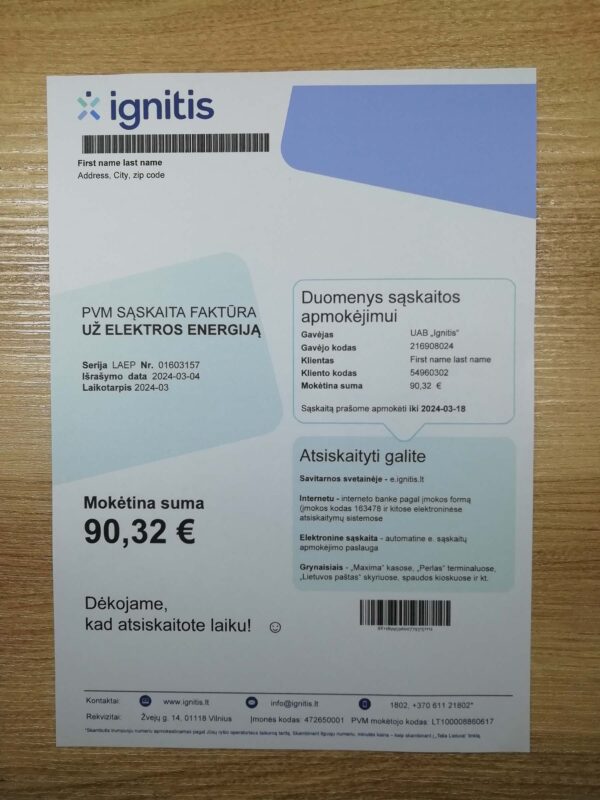 ignitis
First name last name
Address, City, zip code
PVM SĄSKAITA FAKTŪRA
UŽ ELEKTROS ENERGIJĄ
Serija LAEP Nr. 01603157
Išrašymo data 2024-03-04
Laikotarpis 2024-03
Duomenys sąskaitos
apmokėjimui
Gavėjas UAB „Ignitis"
Gavėjo kodas 216908024
Klientas First name last name
Kliento kodas 54960302
Mokėtina suma 90,32 €
Sąskaitą prašome apmokėti iki 2024-03-18
Atsiskaityti galite
Savitarnos svetainėje - e.ignitis.lt
Internetu - interneto banke pagal įmokos formą
(įmokos kodas 163478 ir kitose elektroninėse
atsiskaitymų sistemose
Elektroninė sąskaita - automatine e. sąskaitų
apmokėjimo paslauga
Grynaisiais - „Maxima" kasose, „Perlas" terminaluose,
„Lietuvos paštas" skyriuose, spaudos kioskuose ir kt.
Mokėtina suma
90,32 €
Dėkojame,
kad atsiskaitote laiku! ☺
Kontaktai: www.ignitis.lt info@ignitis.lt 1802, +370 611 21802*
Rekvizitai: Žvejų g. 14, 01118 Vilnius Įmonės kodas: 472650001 PVM mokėtojo kodas: LT100008860617